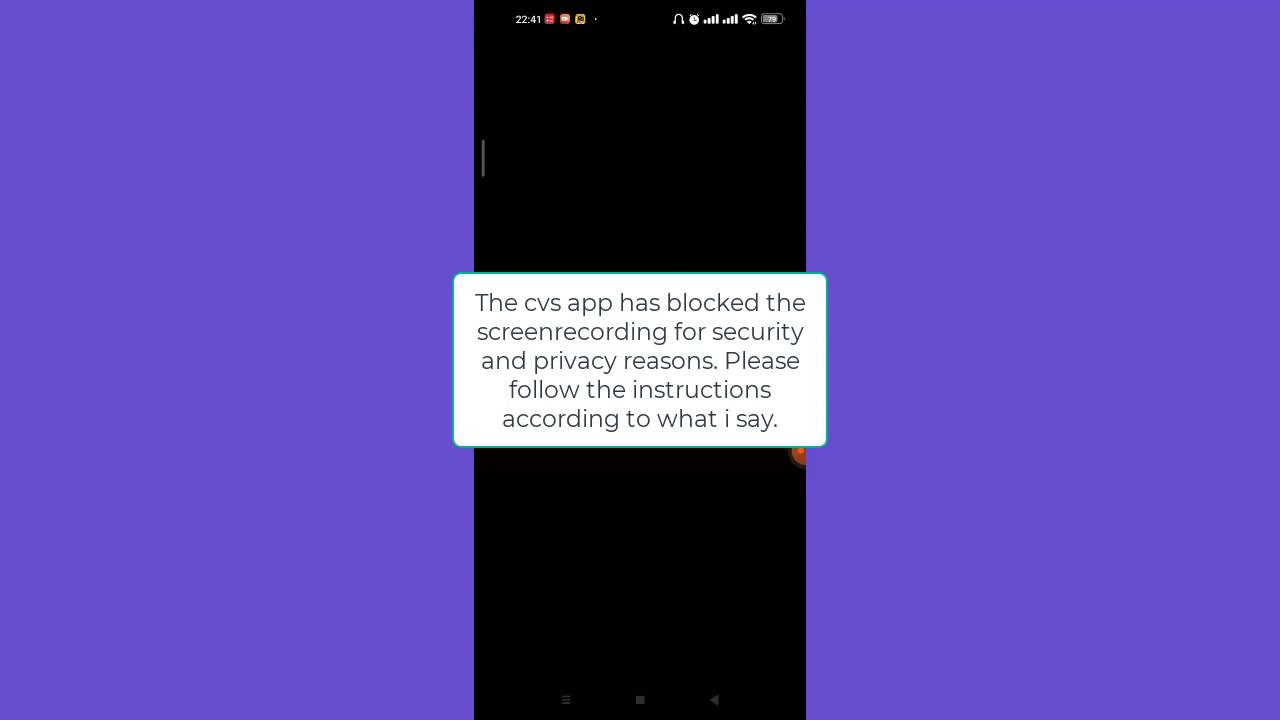 22:41
79
The cvs app has blocked the
screenrecording for security
and privacy reasons. Please
follow the instructions
according to what i say.